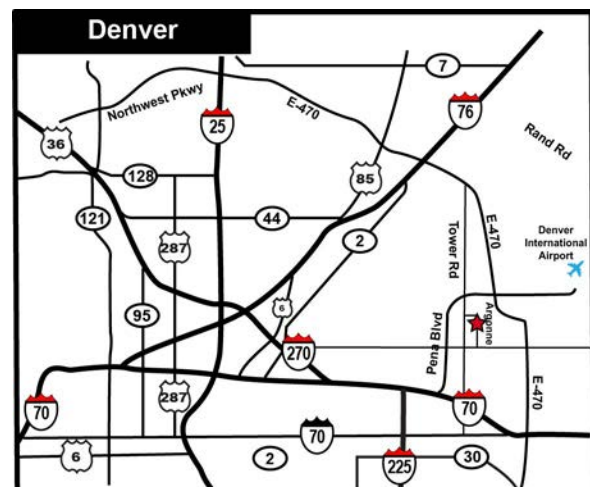 Denver
7
Northwest Pkwy
E-470
25
76
36
Rand Rd
128
85
121
44
2
E-470
287
Tower Rd
Denver
International
Airport
6
95
Argonne
Pena Blvd
270
E-470
70
287
70
70
6
2
225
30